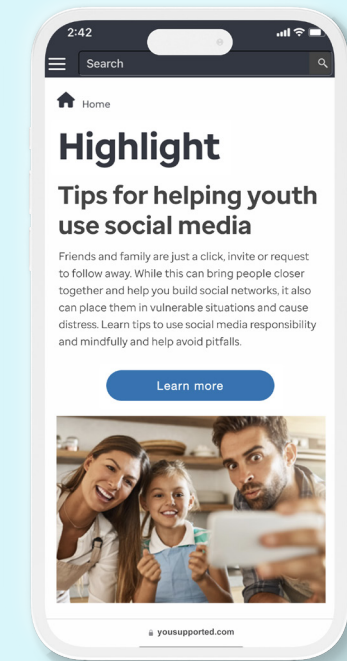 2:42
Search
Home
Highlight
Tips for helping youth
use social media
Friends and family are just a click, invite or request
to follow away. While this can bring people closer
together and help you build social networks, it also
can place them in vulnerable situations and cause
distress. Learn tips to use social media responsibility
and mindfully and help avoid pitfalls.
Learn more
yousupported.com